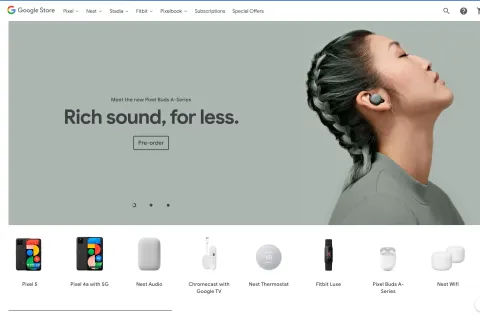 Google Store
Pixel
Nest
Stadia
Fitbit
Pixelbook
Subscriptions
Special Offers
Meet the new Pixel Buds A-Series
Rich sound, for less.
Pre-order
Pixel 5
Pixel 4a with 5G
Nest Audio
Chromecast with
Google TV
Nest Thermostat
Fitbit Luxe
Pixel Buds A-
Series
Nest Wifi